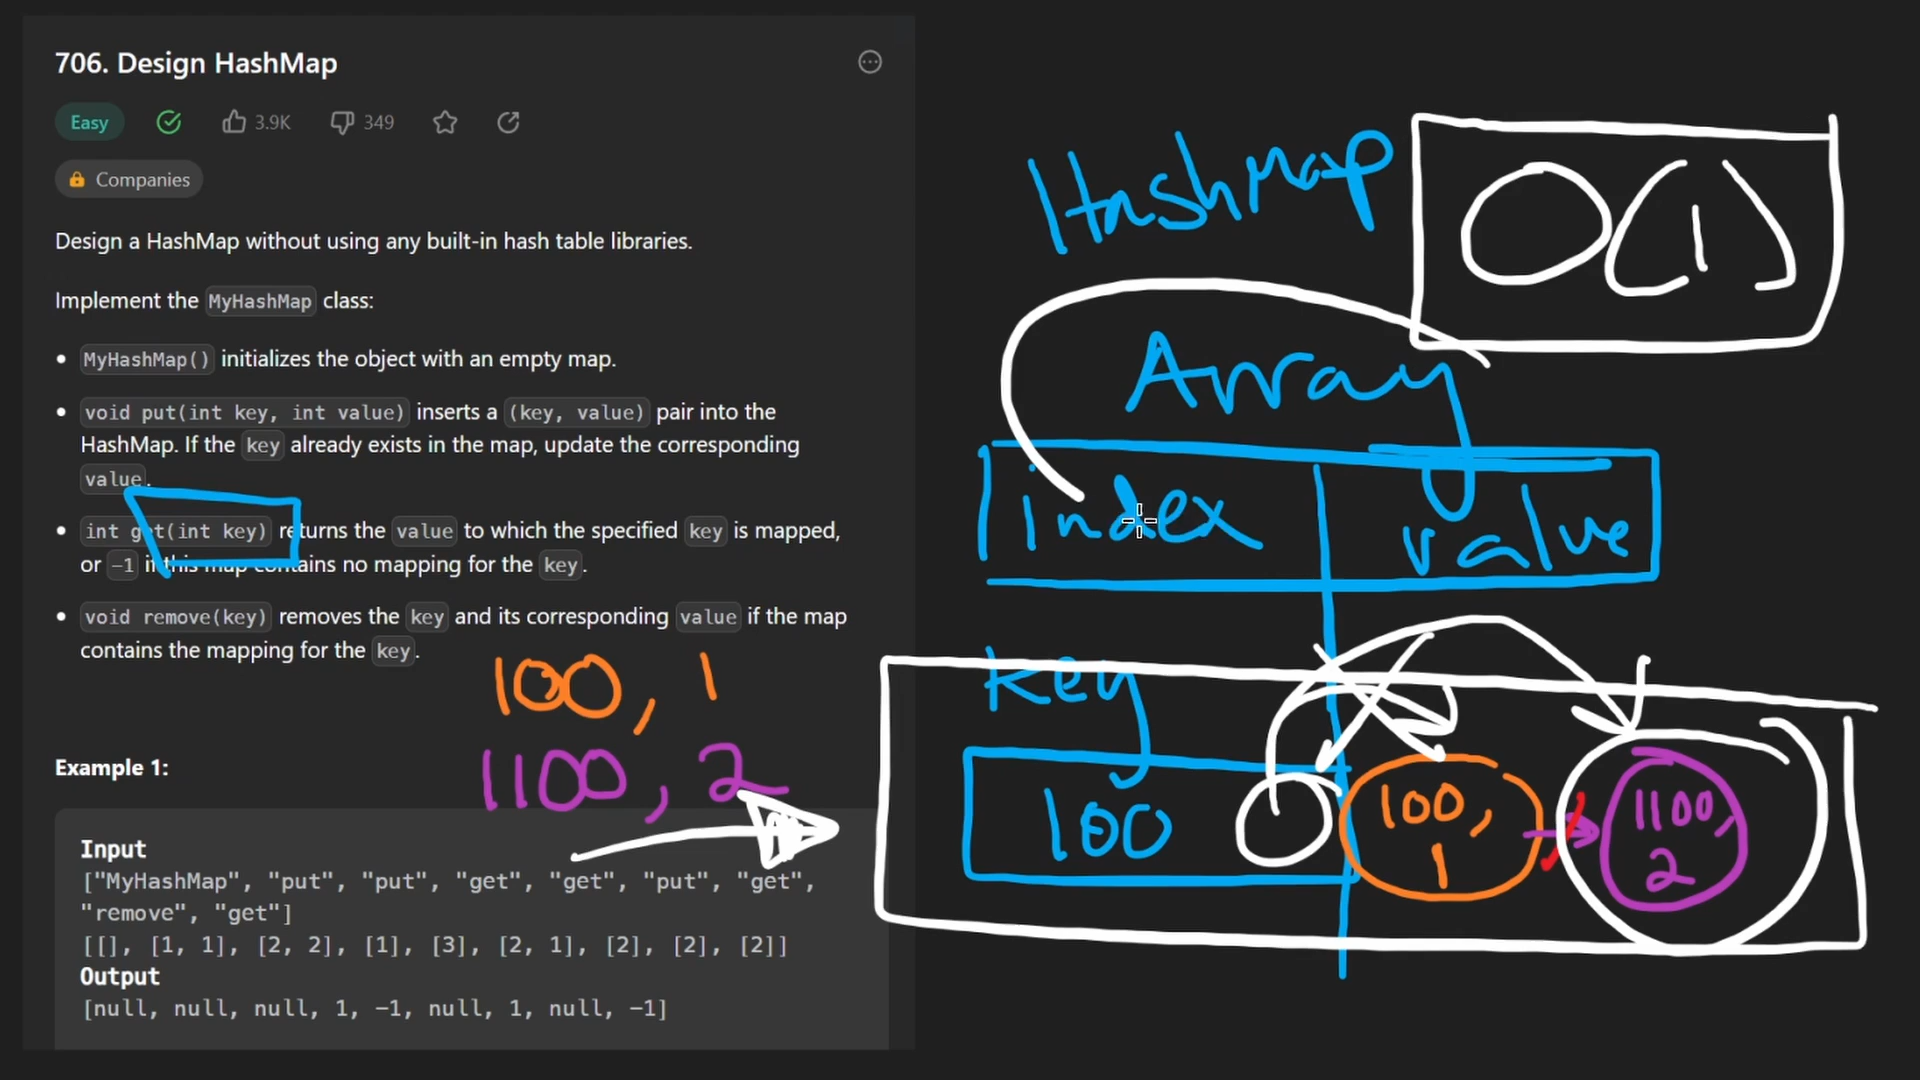 706. Design HashMap
Easy
3.9K
349
Companies
Design a HashMap without using any built-in hash table libraries.
Implement the MyHashMap class:
• MyHashMap() initializes the object with an empty map.
• void put(int key, int value) inserts a (key, value) pair into the
HashMap. If the key already exists in the map, update the corresponding
value.
• int get(int key) returns the value to which the specified key is mapped,
or -1 if this map contains no mapping for the key.
• void remove(key) removes the key and its corresponding value if the map
contains the mapping for the key.
100, 1
1100, 2
Example 1:
Input
["MyHashMap", "put", "put", "get", "get", "put", "get",
"remove", "get"]
[[], [1, 1], [2, 2], [1], [3], [2, 1], [2], [2], [2]]
Output
[null, null, null, 1, -1, null, 1, null, -1]
HashMap
O(1)
Array
index
value
key
100
100,
1
1100,
2